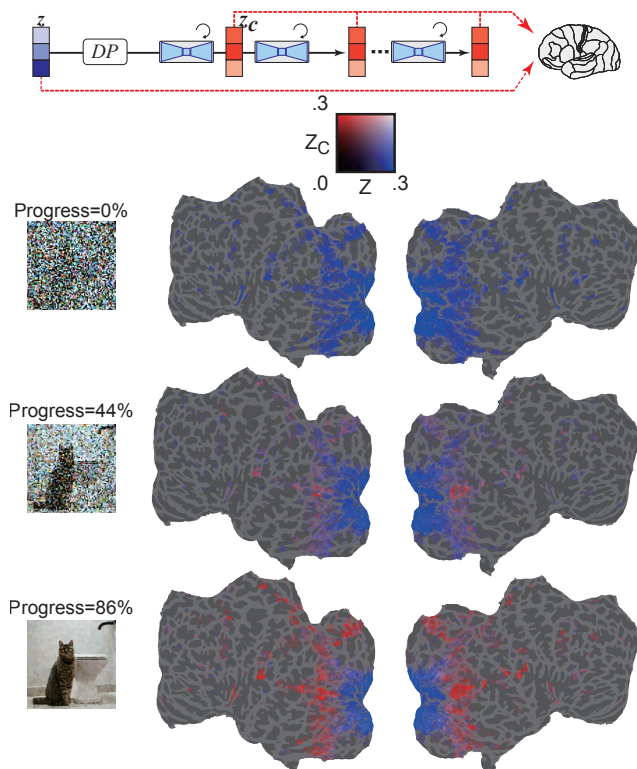 z
DP
zc
.3
Zc
.0
Z
.3
Progress=0%
Progress=44%
Progress=86%